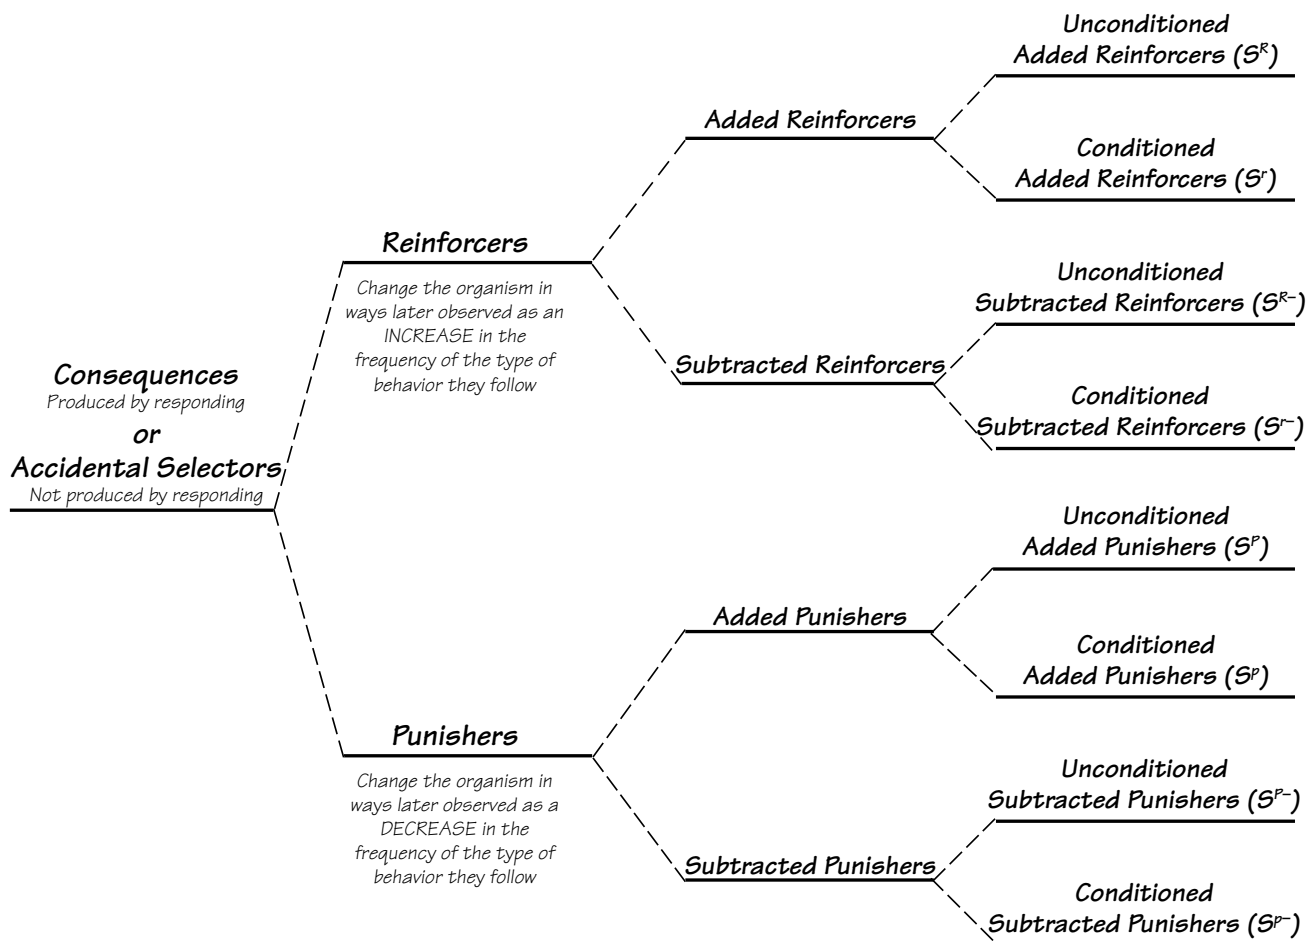 Consequences
Produced by responding
or
Accidental Selectors
Not produced by responding
Reinforcers
Change the organism in
ways later observed as an
INCREASE in the
frequency of the type of
behavior they follow
Punishers
Change the organism in
ways later observed as a
DECREASE in the
frequency of the type of
behavior they follow
Added Reinforcers
Subtracted Reinforcers
Added Punishers
Subtracted Punishers
Unconditioned
Added Reinforcers (Sᴿ)
Conditioned
Added Reinforcers (Sʳ)
Unconditioned
Subtracted Reinforcers (Sᴿ⁻)
Conditioned
Subtracted Reinforcers (Sʳ⁻)
Unconditioned
Added Punishers (Sᴾ)
Conditioned
Added Punishers (Sᵖ)
Unconditioned
Subtracted Punishers (Sᴾ⁻)
Conditioned
Subtracted Punishers (Sᵖ⁻)